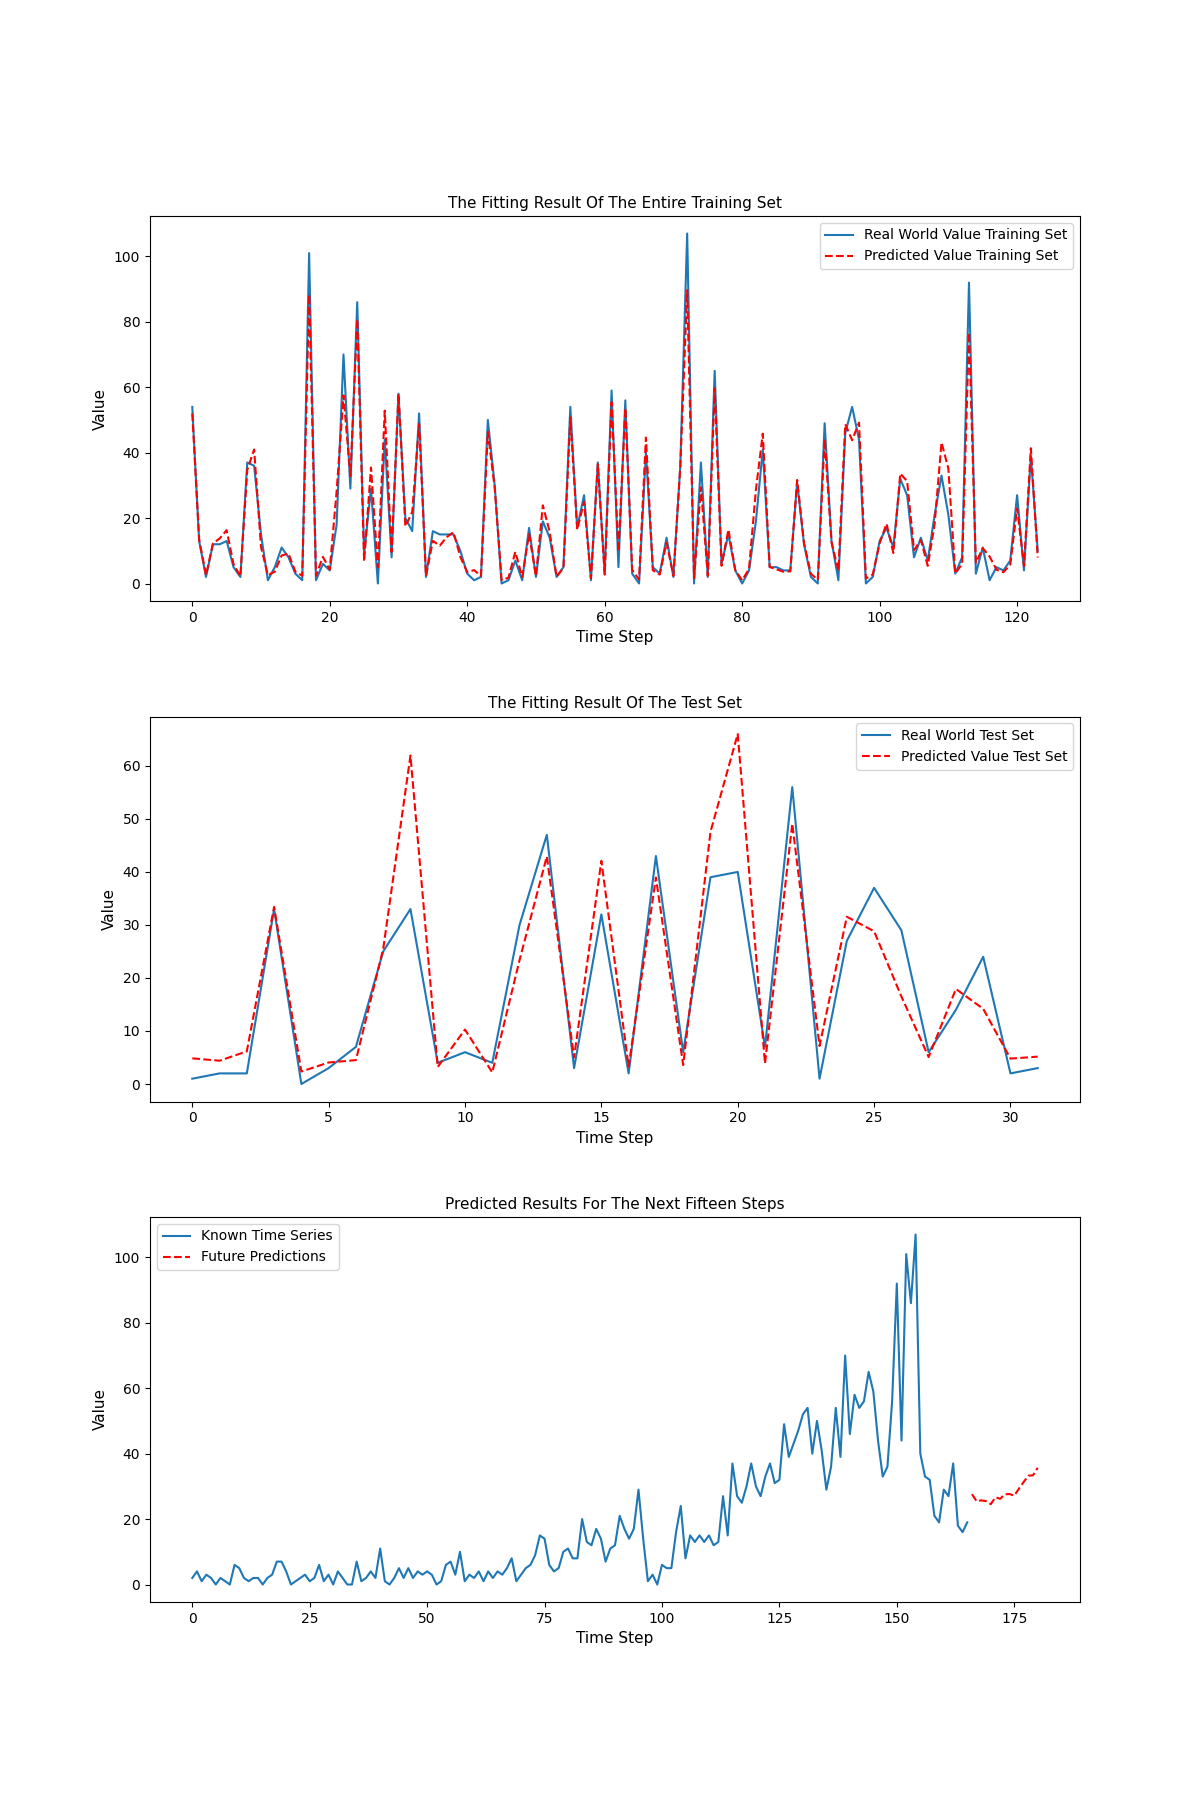 The Fitting Result Of The Entire Training Set
Real World Value Training Set
Predicted Value Training Set
Value
100
80
60
40
20
0
0 20 40 60 80 100 120
Time Step
The Fitting Result Of The Test Set
Real World Test Set
Predicted Value Test Set
Value
60
50
40
30
20
10
0
0 5 10 15 20 25 30
Time Step
Predicted Results For The Next Fifteen Steps
Known Time Series
Future Predictions
Value
100
80
60
40
20
0
0 25 50 75 100 125 150 175
Time Step